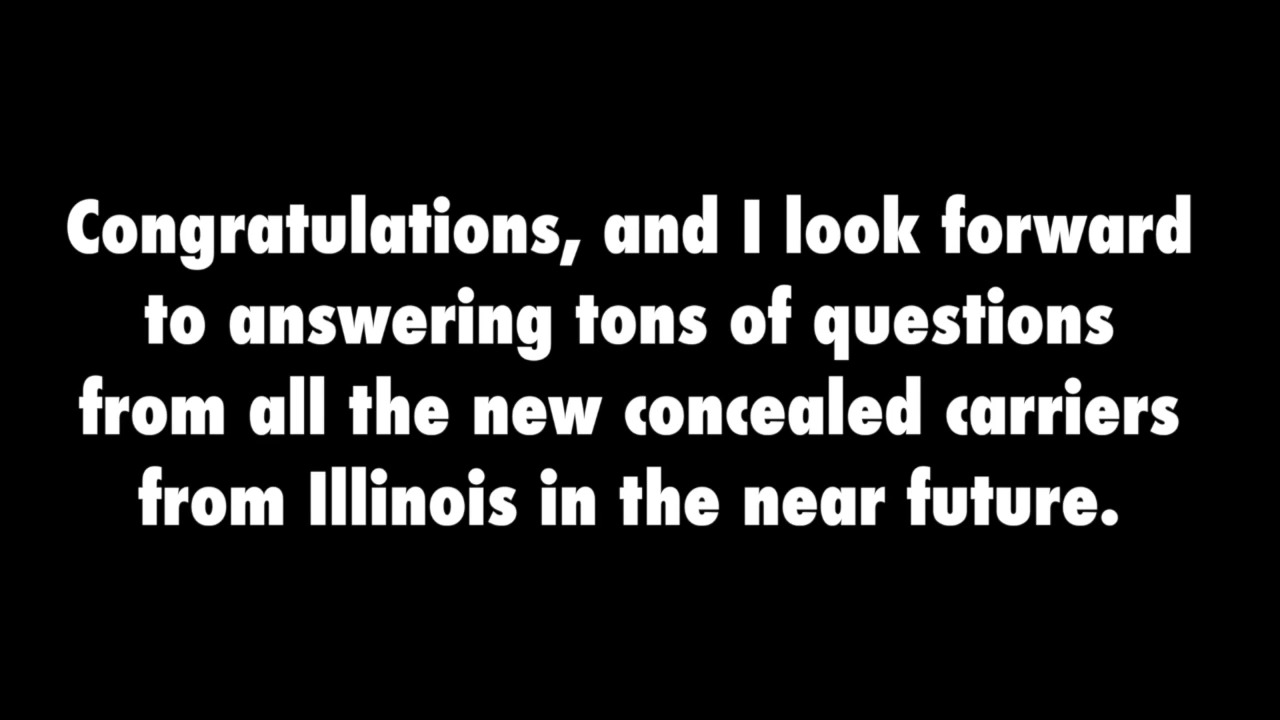 Congratulations, and I look forward
to answering tons of questions
from all the new concealed carriers
from Illinois in the near future.